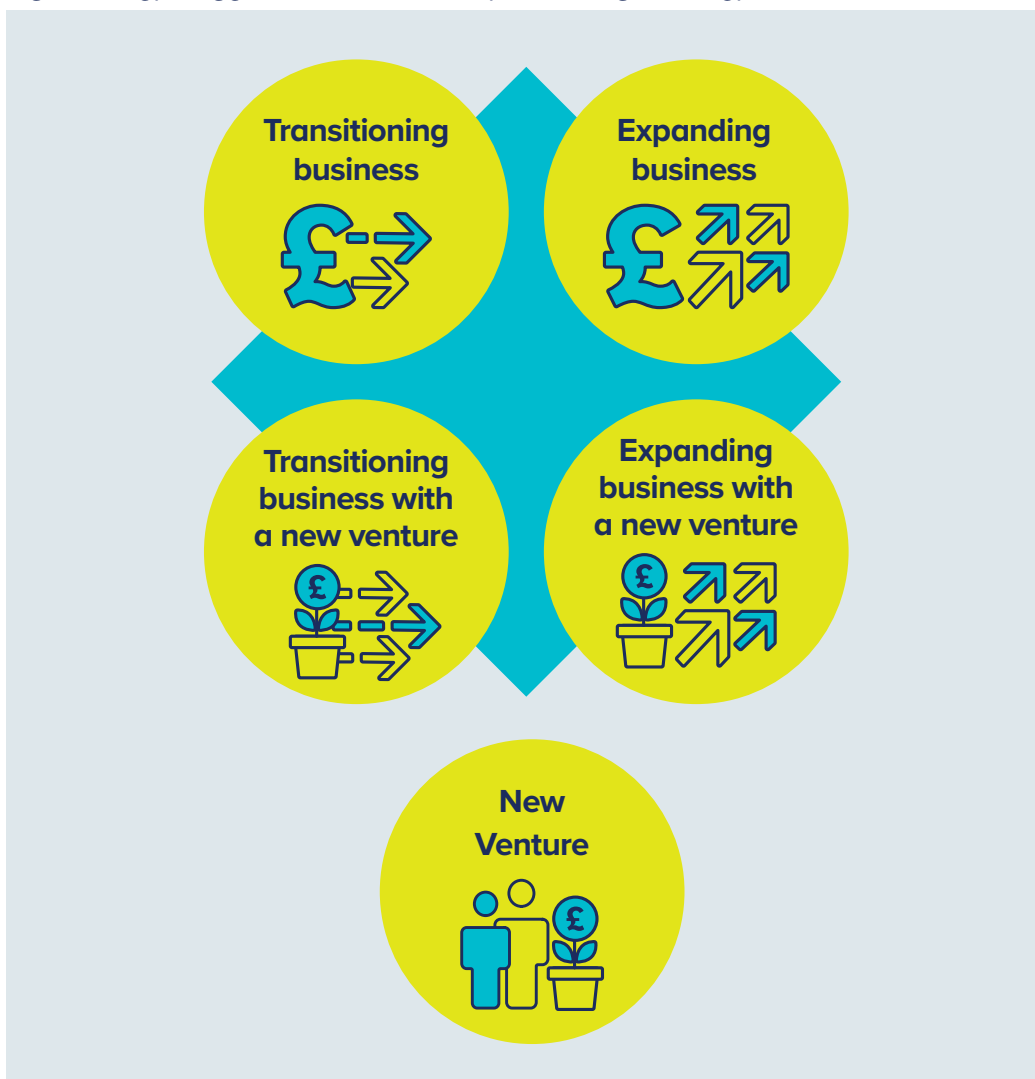 Transitioning
business
£
Expanding
business
£
Transitioning
business with
a new venture
£
Expanding
business with
a new venture
£
New
Venture
£